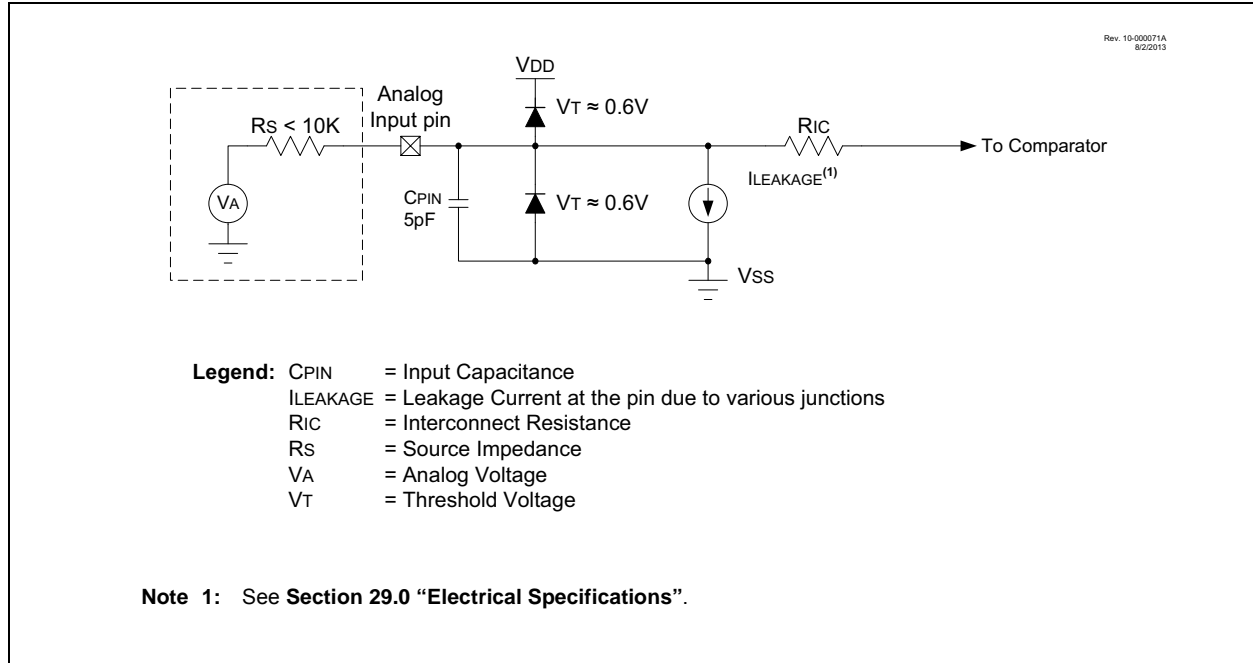 Rev. 10-000071A
8/2/2013
VDD
Analog
Input pin
VT ≈ 0.6V
RS < 10K
RIC
To Comparator
ILEAKAGE(1)
VA
CPIN
5pF
VT ≈ 0.6V
VSS
Legend: CPIN = Input Capacitance
ILEAKAGE = Leakage Current at the pin due to various junctions
RIC = Interconnect Resistance
RS = Source Impedance
VA = Analog Voltage
VT = Threshold Voltage
Note 1: See Section 29.0 “Electrical Specifications”.